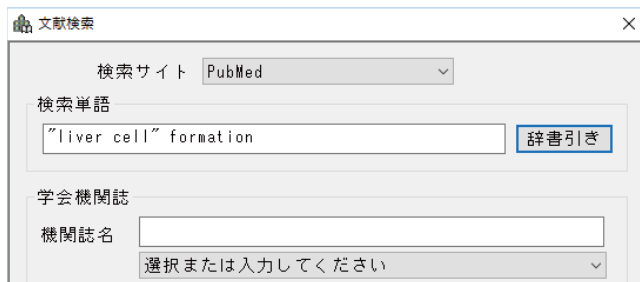 文献検索
検索サイト PubMed
検索単語
"liver cell" formation 辞書引き
学会機関誌
機関誌名
選択または入力してください